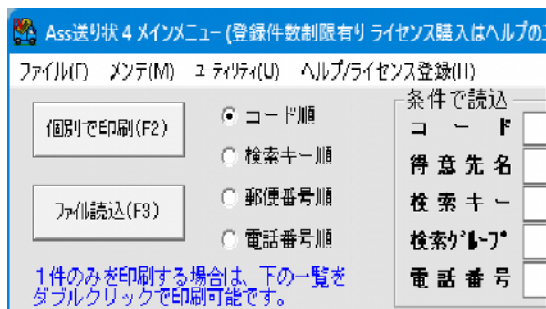 Ass送り状４ メインメニュー (登録件数制限有り ライセンス購入はヘルプの
ファイル(F) メンテ(M) ユーティリティ(U) ヘルプ/ライセンス登録(H)
個別で印刷(F2)
ファイル読込(F3)
コード順
検索キー順
郵便番号順
電話番号順
1件のみを印刷する場合は、下の一覧を
ダブルクリックで印刷可能です。
条件で読込
コード
得意先名
検索キー
検索グループ
電話番号